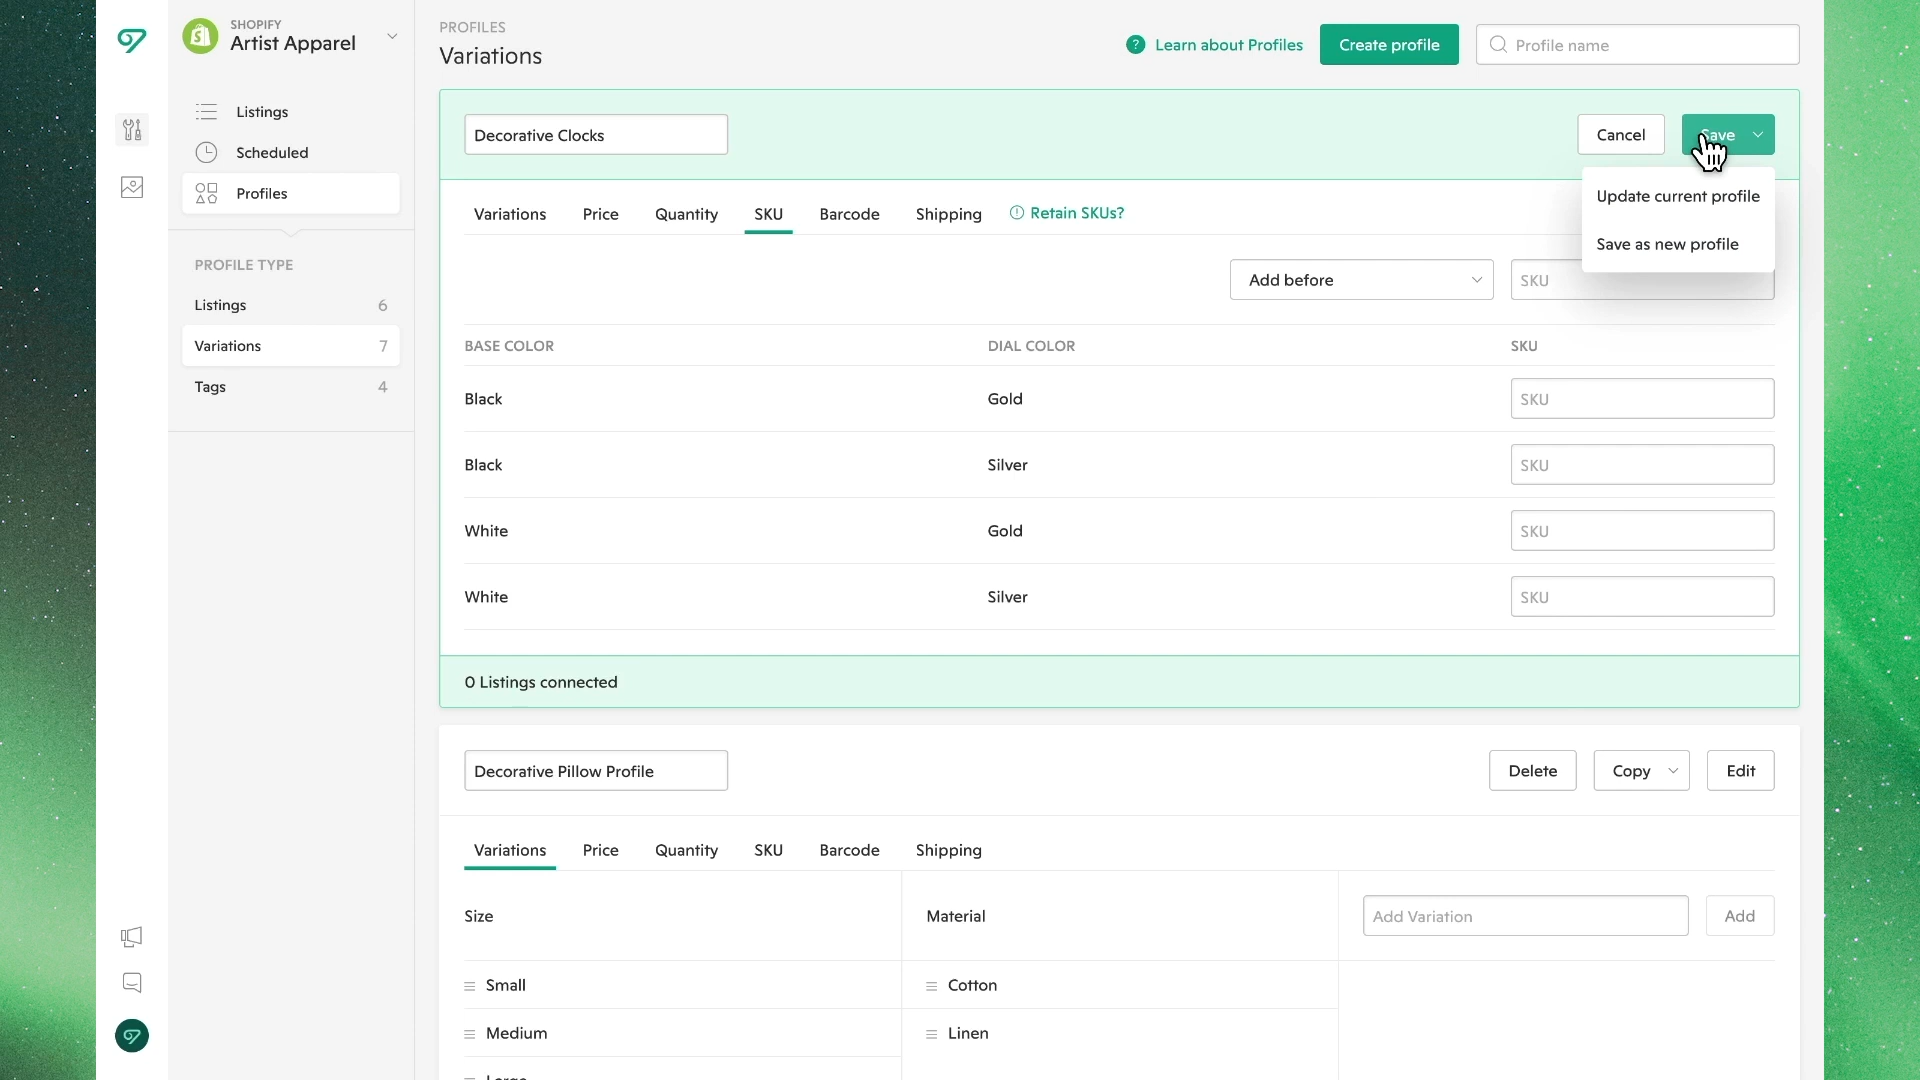 SHOPIFY
Artist Apparel
Listings
Scheduled
Profiles
PROFILE TYPE
Listings 6
Variations 7
Tags 4
PROFILES
Variations
? Learn about Profiles
Create profile
Profile name
Decorative Clocks
Cancel
Save
Update current profile
Save as new profile
Variations Price Quantity SKU Barcode Shipping Retain SKUs?
Add before
SKU
BASE COLOR DIAL COLOR SKU
Black Gold SKU
Black Silver SKU
White Gold SKU
White Silver SKU
0 Listings connected
Decorative Pillow Profile
Delete Copy Edit
Variations Price Quantity SKU Barcode Shipping
Size Material Add Variation Add
Small Cotton
Medium Linen
Large